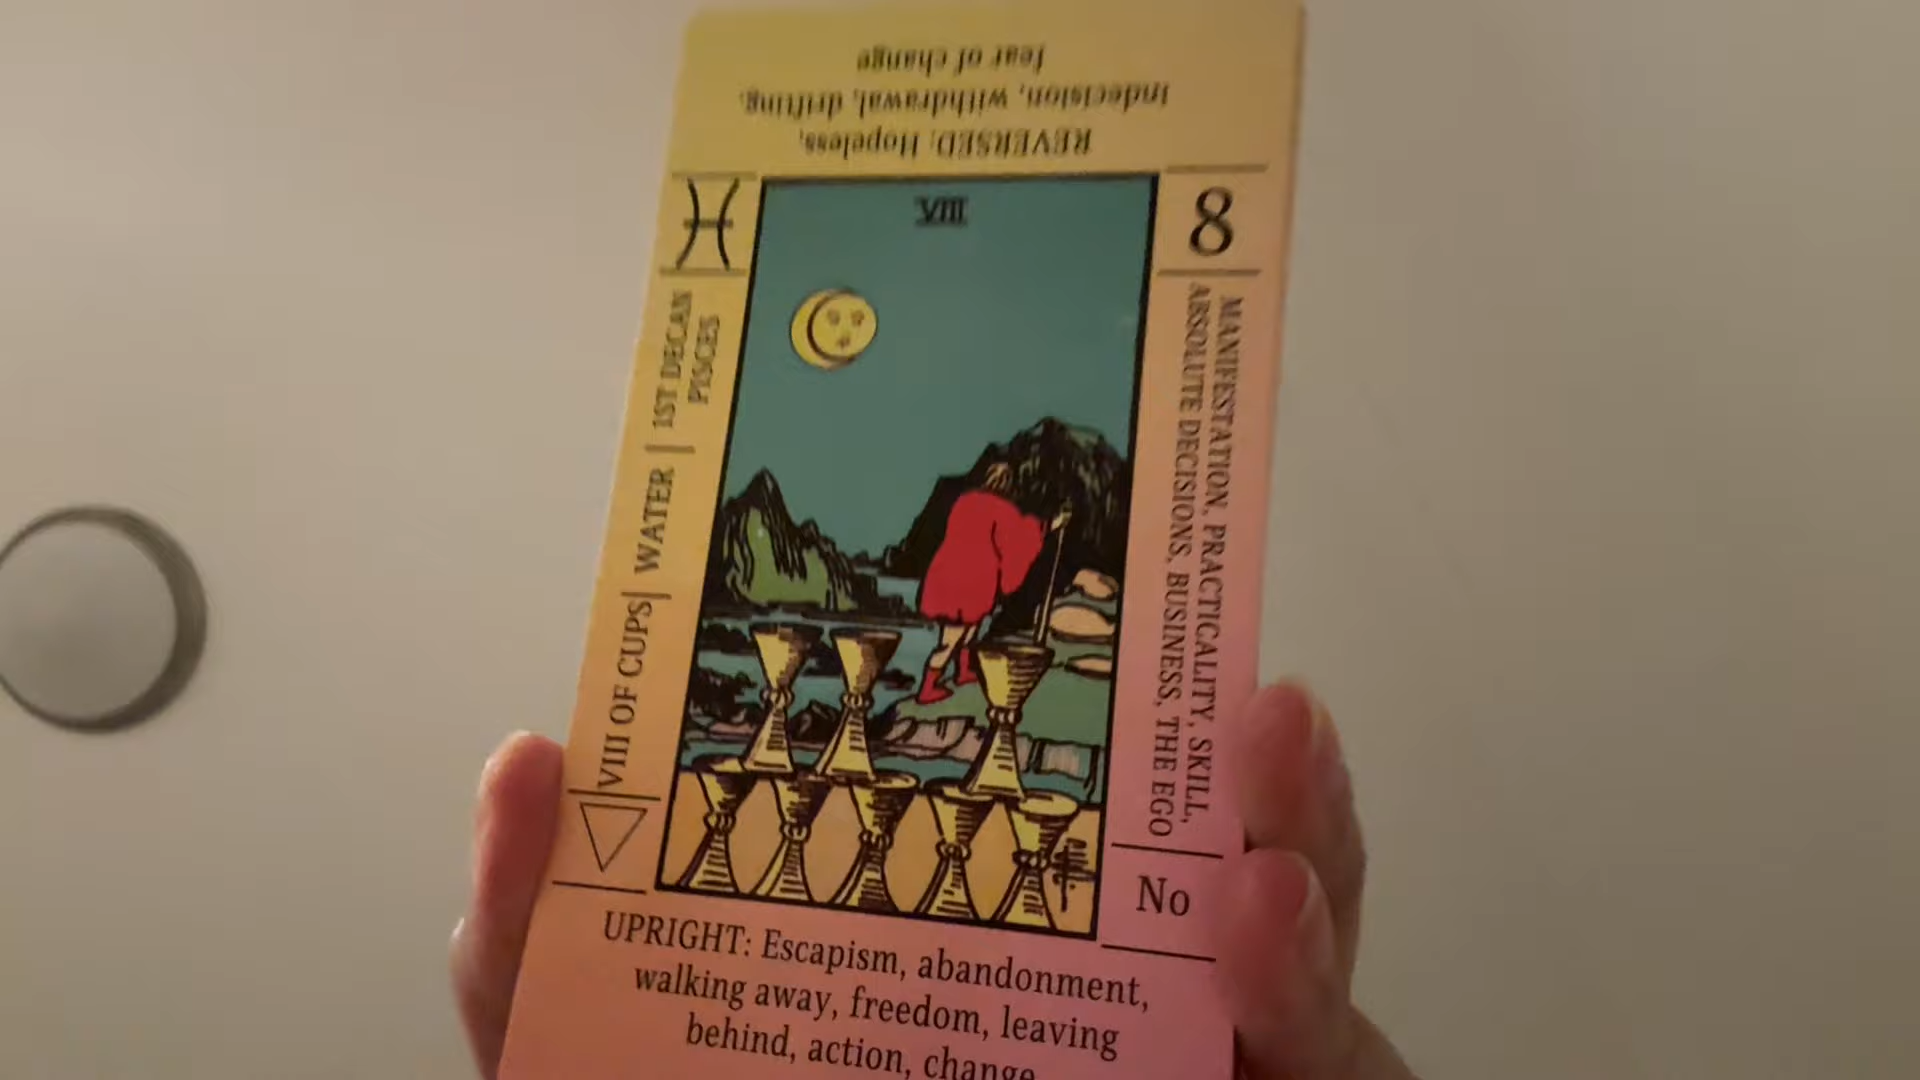 REVERSED: Hopeless,
indecision, withdrawal, drifting,
fear of change
VIII
8
1ST DECAN
PISCES
VIII OF CUPS| WATER |
MANIFESTATION, PRACTICALITY, SKILL,
ABSOLUTE DECISIONS, BUSINESS, THE EGO
No
UPRIGHT: Escapism, abandonment,
walking away, freedom, leaving
behind, action, change